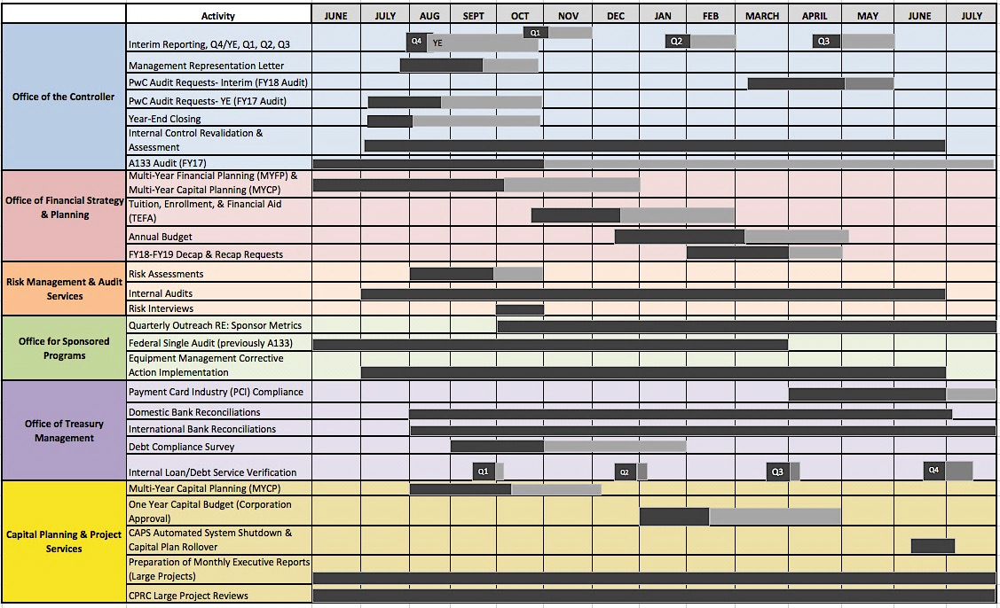 Activity JUNE JULY AUG SEPT OCT NOV DEC JAN FEB MARCH APRIL MAY JUNE JULY
Office of the Controller
Interim Reporting, Q4/YE, Q1, Q2, Q3 Q4 YE Q1 Q2 Q3
Management Representation Letter
PwC Audit Requests- Interim (FY18 Audit)
PwC Audit Requests- YE (FY17 Audit)
Year-End Closing
Internal Control Revalidation &
Assessment
A133 Audit (FY17)
Office of Financial Strategy
& Planning
Multi-Year Financial Planning (MYFP) &
Multi-Year Capital Planning (MYCP)
Tuition, Enrollment, & Financial Aid
(TEFA)
Annual Budget
FY18-FY19 Decap & Recap Requests
Risk Management & Audit
Services
Risk Assessments
Internal Audits
Risk Interviews
Office for Sponsored
Programs
Quarterly Outreach RE: Sponsor Metrics
Federal Single Audit (previously A133)
Equipment Management Corrective
Action Implementation
Office of Treasury
Management
Payment Card Industry (PCI) Compliance
Domestic Bank Reconciliations
International Bank Reconciliations
Debt Compliance Survey
Internal Loan/Debt Service Verification Q1 Q2 Q3 Q4
Capital Planning & Project
Services
Multi-Year Capital Planning (MYCP)
One Year Capital Budget (Corporation
Approval)
CAPS Automated System Shutdown &
Capital Plan Rollover
Preparation of Monthly Executive Reports
(Large Projects)
CPRC Large Project Reviews